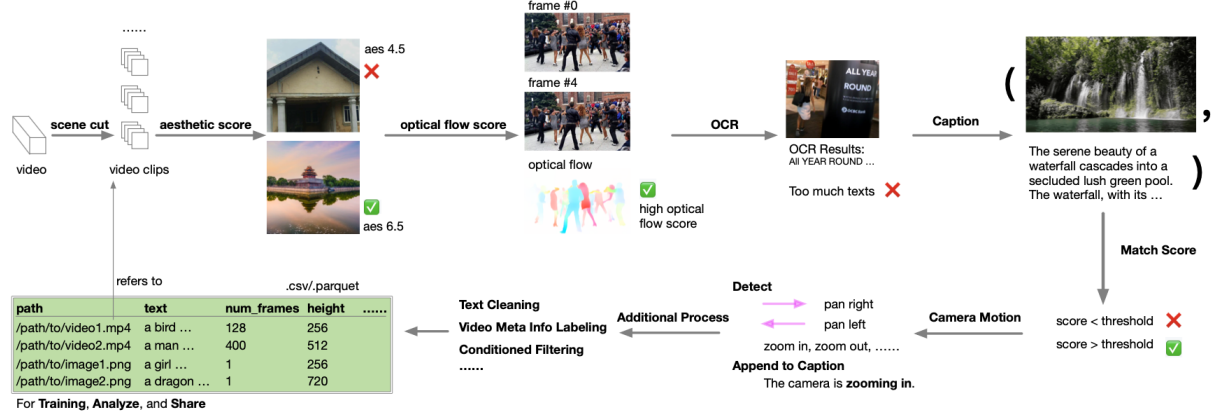 ......
scene cut
video
video clips
aesthetic score
aes 4.5
aes 6.5
optical flow score
frame #0
frame #4
optical flow
high optical
flow score
OCR
ALL YEAR
ROUND
OCR Results:
All YEAR ROUND ...
Too much texts
Caption
(
,
The serene beauty of a
waterfall cascades into a
secluded lush green pool.
The waterfall, with its ...
)
Match Score
score < threshold
score > threshold
Camera Motion
Detect
pan right
pan left
zoom in, zoom out, ......
Append to Caption
The camera is zooming in.
Additional Process
Text Cleaning
Video Meta Info Labeling
Conditioned Filtering
......
refers to
.csv/.parquet
path text num_frames height ......
/path/to/video1.mp4 a bird ... 128 256
/path/to/video2.mp4 a man ... 400 512
/path/to/image1.png a girl ... 1 256
/path/to/image2.png a dragon ... 1 720
For Training, Analyze, and Share